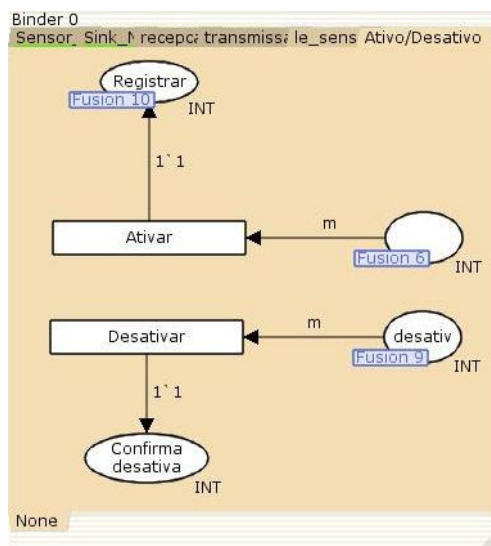 Binder 0
Sensor_ Sink_N recepca transmissa le_sens Ativo/Desativo
Registrar
Fusion 10
INT
1`1
Ativar
m
Fusion 6
INT
Desativar
m
desativ
Fusion 9
INT
1`1
Confirma
desativa
INT
None